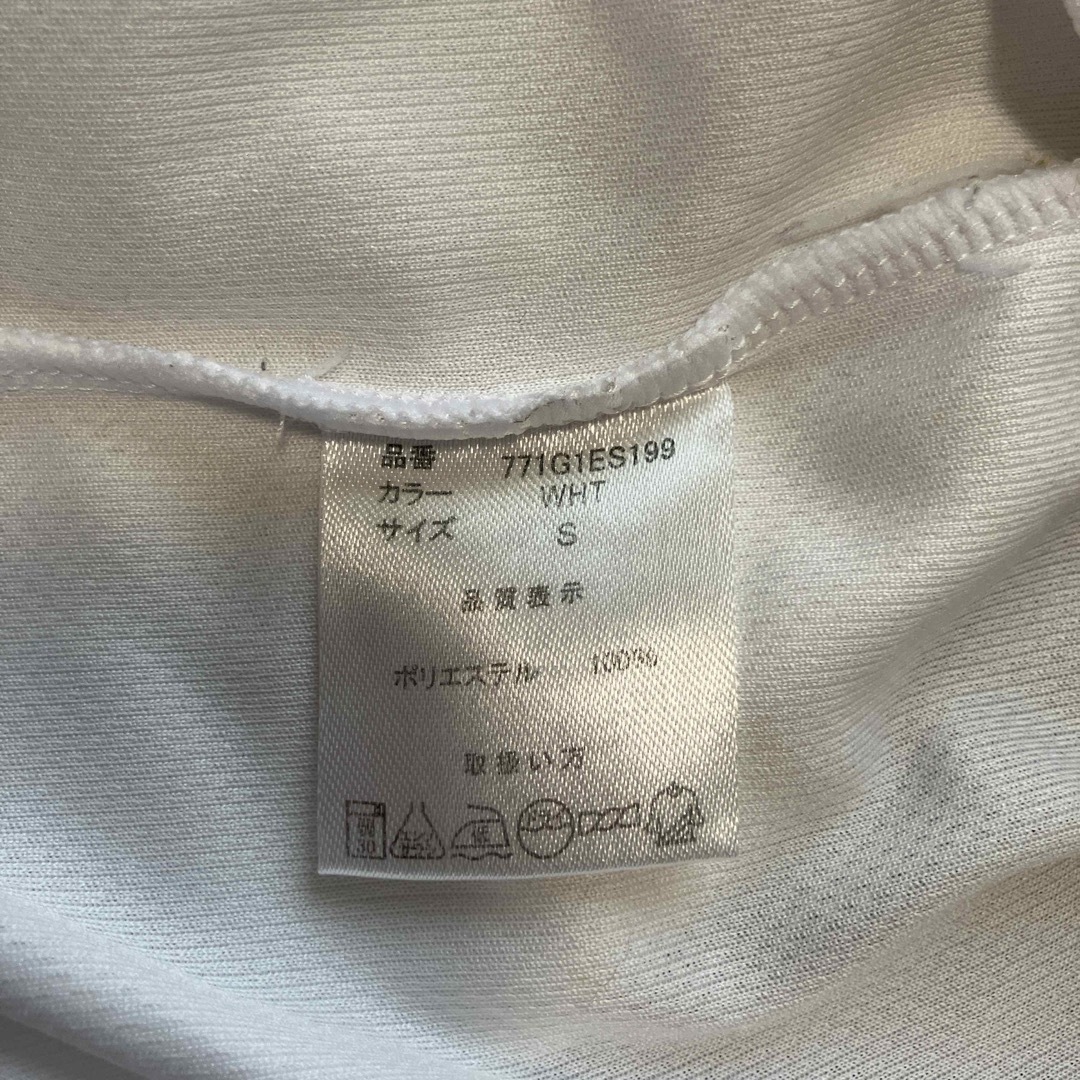 品番 771G1ES199
カラー WHT
サイズ S
品質表示
ポリエステル 100%
取扱い方
30